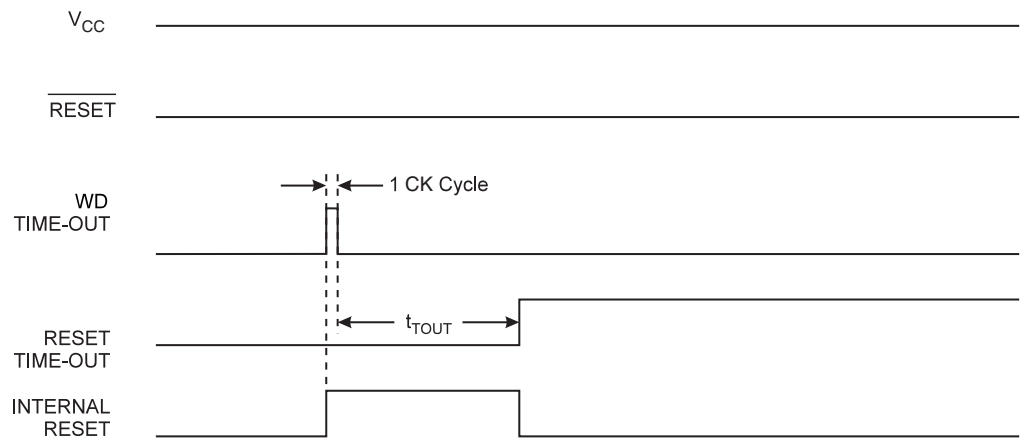 VCC
RESET
1 CK Cycle
WD
TIME-OUT
tTOUT
RESET
TIME-OUT
INTERNAL
RESET